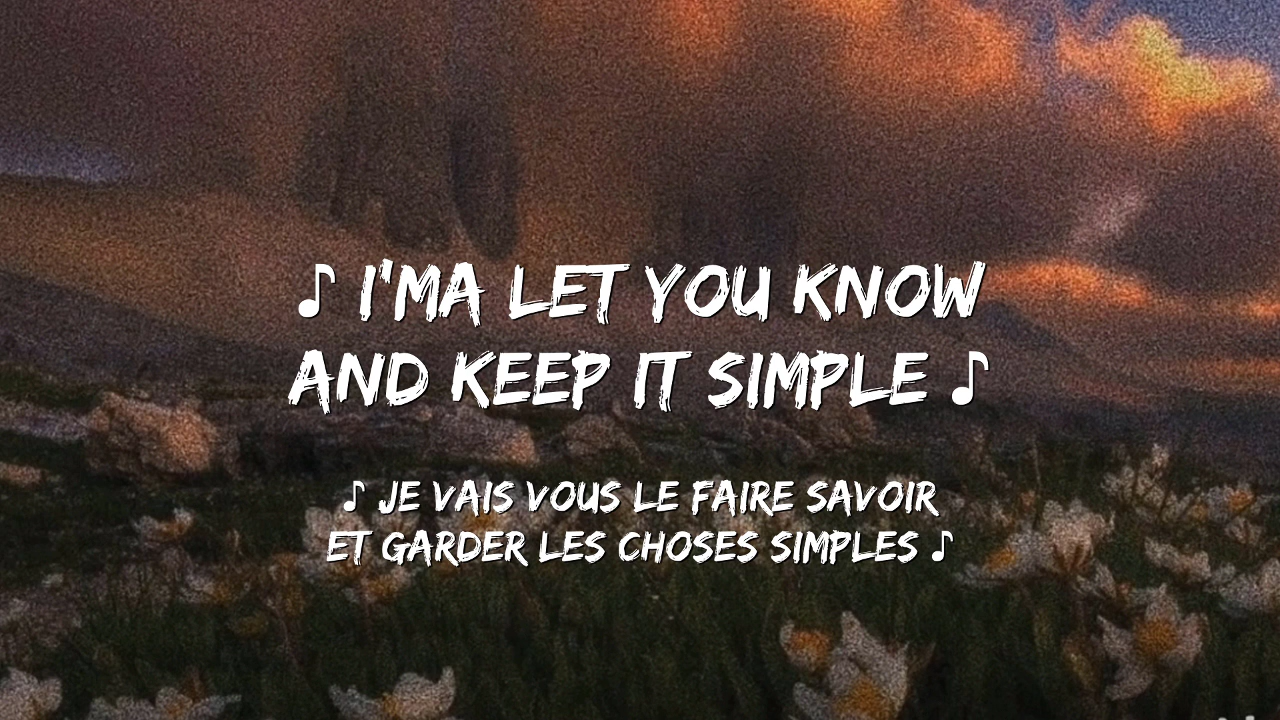 ♪ I'MA LET YOU KNOW
AND KEEP IT SIMPLE ♪
♪ JE VAIS VOUS LE FAIRE SAVOIR
ET GARDER LES CHOSES SIMPLES ♪